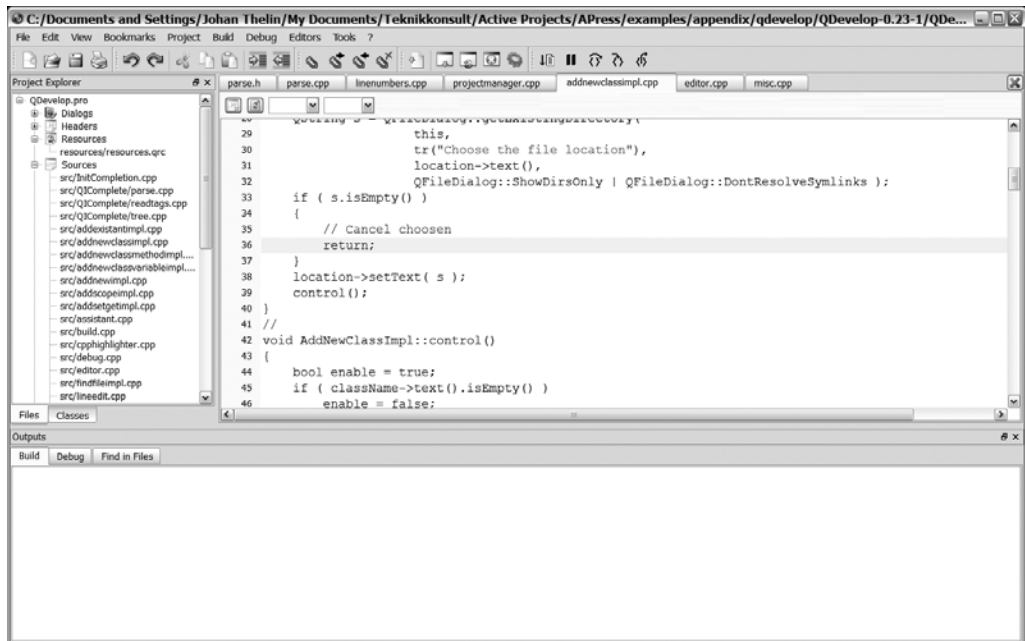 C:/Documents and Settings/Johan Thelin/My Documents/Teknikkonsult/Active Projects/APress/examples/appendix/qdevelop/QDevelop-0.23-1/QDe...
File Edit View Bookmarks Project Build Debug Editors Tools ?
Project Explorer
QDevelop.pro
Dialogs
Headers
Resources
resources/resources.qrc
Sources
src/InitCompletion.cpp
src/QIComplete/parse.cpp
src/QIComplete/readtags.cpp
src/QIComplete/tree.cpp
src/addexistantimpl.cpp
src/addnewclassimpl.cpp
src/addnewclassmethodimpl....
src/addnewclassvariableimpl....
src/addnewimpl.cpp
src/addscopeimpl.cpp
src/addsetgetimpl.cpp
src/assistant.cpp
src/build.cpp
src/cpphighlighter.cpp
src/debug.cpp
src/editor.cpp
src/findfileimpl.cpp
src/lineedit.cpp
Files Classes
parse.h parse.cpp linenumbers.cpp projectmanager.cpp addnewclassimpl.cpp editor.cpp misc.cpp
28 QString s = QFileDialog::getExistingDirectory(
29 this,
30 tr("Choose the file location"),
31 location->text(),
32 QFileDialog::ShowDirsOnly | QFileDialog::DontResolveSymlinks );
33 if ( s.isEmpty() )
34 {
35 // Cancel choosen
36 return;
37 }
38 location->setText( s );
39 control();
40 }
41 //
42 void AddNewClassImpl::control()
43 {
44 bool enable = true;
45 if ( className->text().isEmpty() )
46 enable = false;
Outputs
Build Debug Find in Files